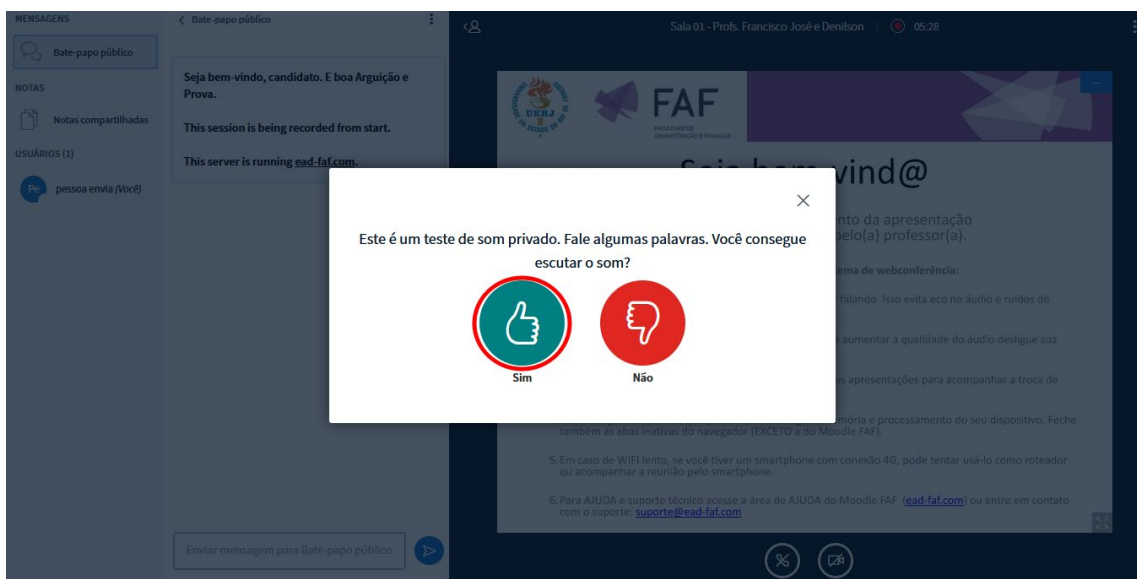 MENSAGENS
Bate-papo público
NOTAS
Notas compartilhadas
USUÁRIOS (1)
Pe
pessoa envia (Você)
Bate-papo público
Seja bem-vindo, candidato. E boa Arguição e
Prova.
This session is being recorded from start.
This server is running ead-faf.com.
Enviar mensagem para Bate-papo público
Sala 01 - Profs. Francisco José e Denilson
05:28
UERJ
FAF
FACULDADE DE
ADMINISTRAÇÃO E FINANÇAS
vind@
nto da apresentação
pelo(a) professor(a).
ema de webconferência:
falando. Isso evita eco no áudio e ruídos de
a aumentar a qualidade do áudio desligue sua
as apresentações para acompanhar a troca de
mória e processamento do seu dispositivo. Feche
também as abas inativas do navegador (EXCETO a do Moodle FAF).
5. Em caso de WIFI lento, se você tiver um smartphone com conexão 4G, pode tentar usá-lo como roteador
ou acompanhar a reunião pelo smartphone.
6. Para AJUDA e suporte técnico acesse a área de AJUDA do Moodle FAF (ead-faf.com) ou entre em contato
com o suporte: suporte@ead-faf.com
Este é um teste de som privado. Fale algumas palavras. Você consegue
escutar o som?
Sim
Não